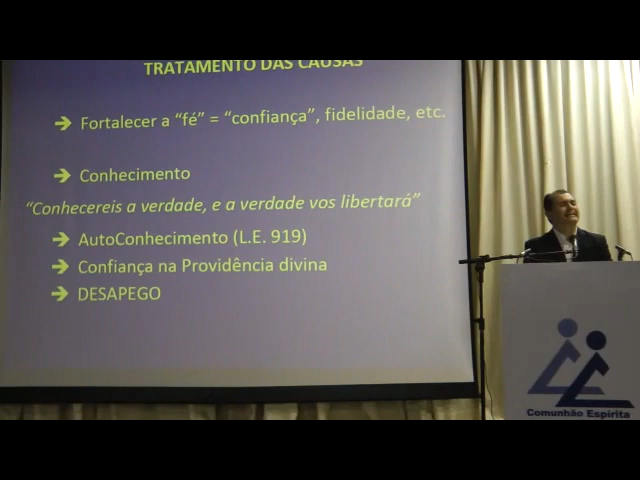 TRATAMENTO DAS CAUSAS
➔ Fortalecer a “fé” = “confiança”, fidelidade, etc.
➔ Conhecimento
“Conhecereis a verdade, e a verdade vos libertará”
➔ AutoConhecimento (L.E. 919)
➔ Confiança na Providência divina
➔ DESAPEGO
Comunhão Espírita